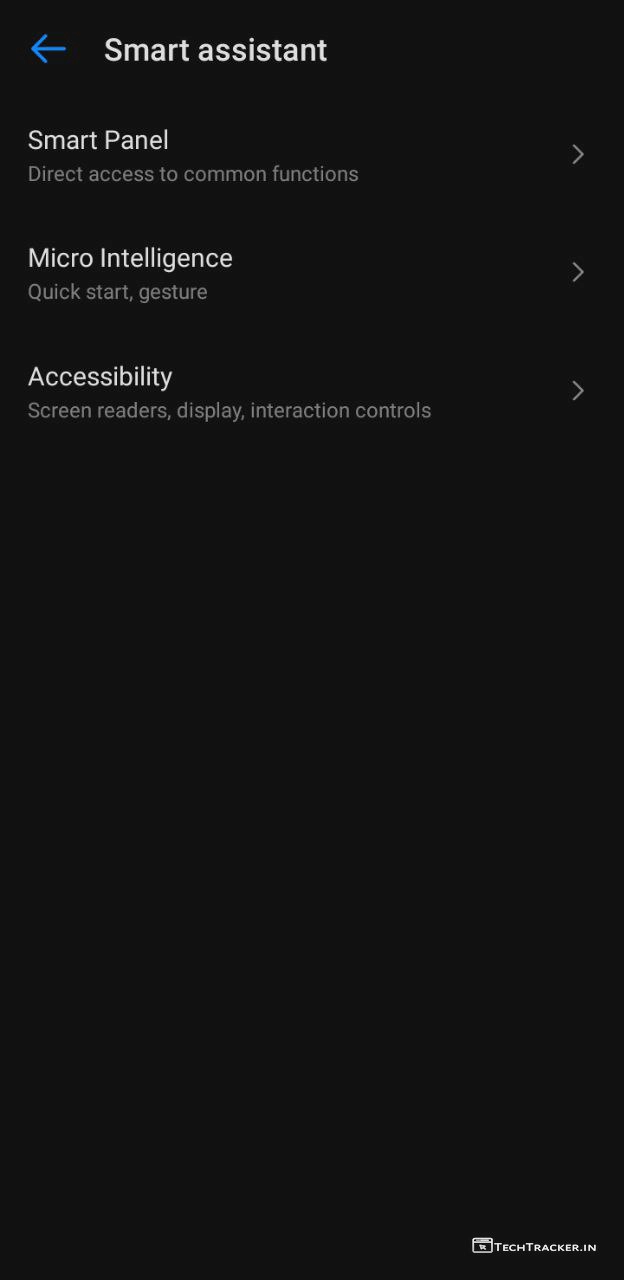 Smart assistant
Smart Panel
Direct access to common functions
Micro Intelligence
Quick start, gesture
Accessibility
Screen readers, display, interaction controls
TechTracker.in